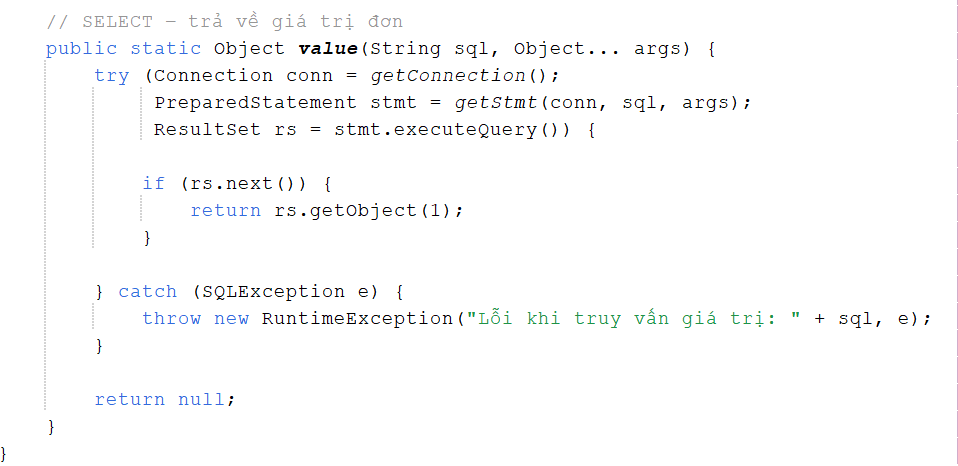 // SELECT – trả về giá trị đơn
public static Object value(String sql, Object... args) {
try (Connection conn = getConnection();
PreparedStatement stmt = getStmt(conn, sql, args);
ResultSet rs = stmt.executeQuery()) {
if (rs.next()) {
return rs.getObject(1);
}
} catch (SQLException e) {
throw new RuntimeException("Lỗi khi truy vấn giá trị: " + sql, e);
}
return null;
}
}